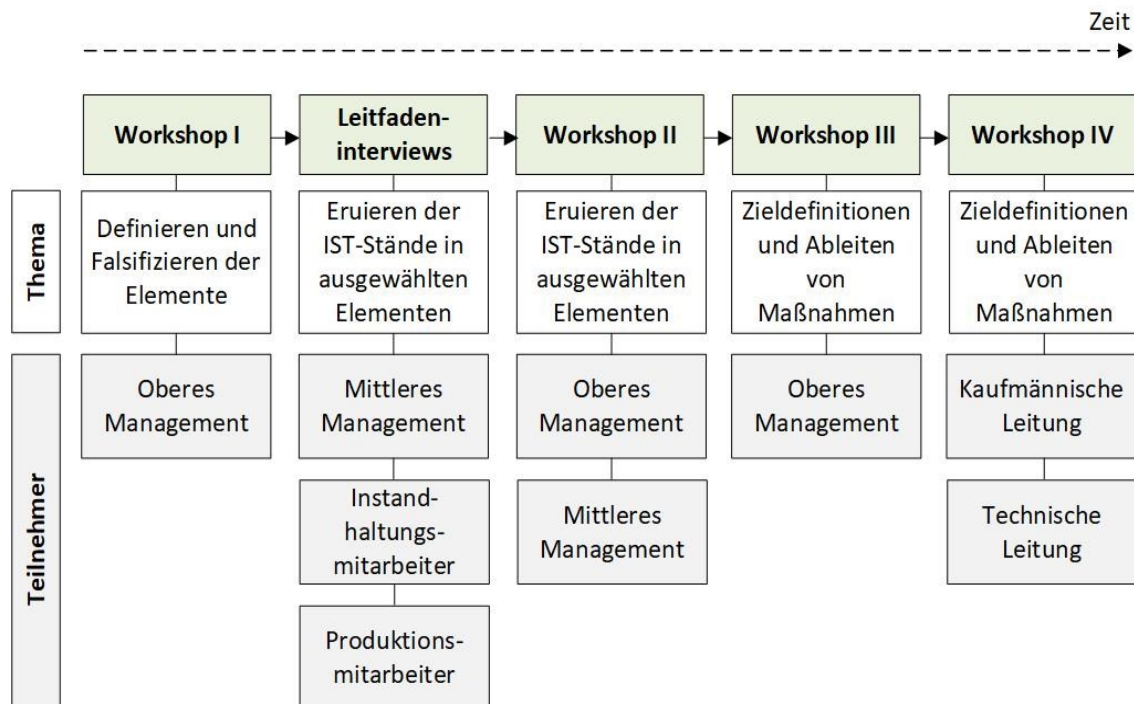 Zeit
Workshop I
Leitfaden-
interviews
Workshop II
Workshop III
Workshop IV
Thema
Definieren und
Falsifizieren der
Elemente
Eruieren der
IST-Stände in
ausgewählten
Elementen
Eruieren der
IST-Stände in
ausgewählten
Elementen
Zieldefinitionen
und Ableiten
von
Maßnahmen
Zieldefinitionen
und Ableiten
von
Maßnahmen
Teilnehmer
Oberes
Management
Mittleres
Management
Instand-
haltungs-
mitarbeiter
Produktions-
mitarbeiter
Oberes
Management
Mittleres
Management
Oberes
Management
Kaufmännische
Leitung
Technische
Leitung